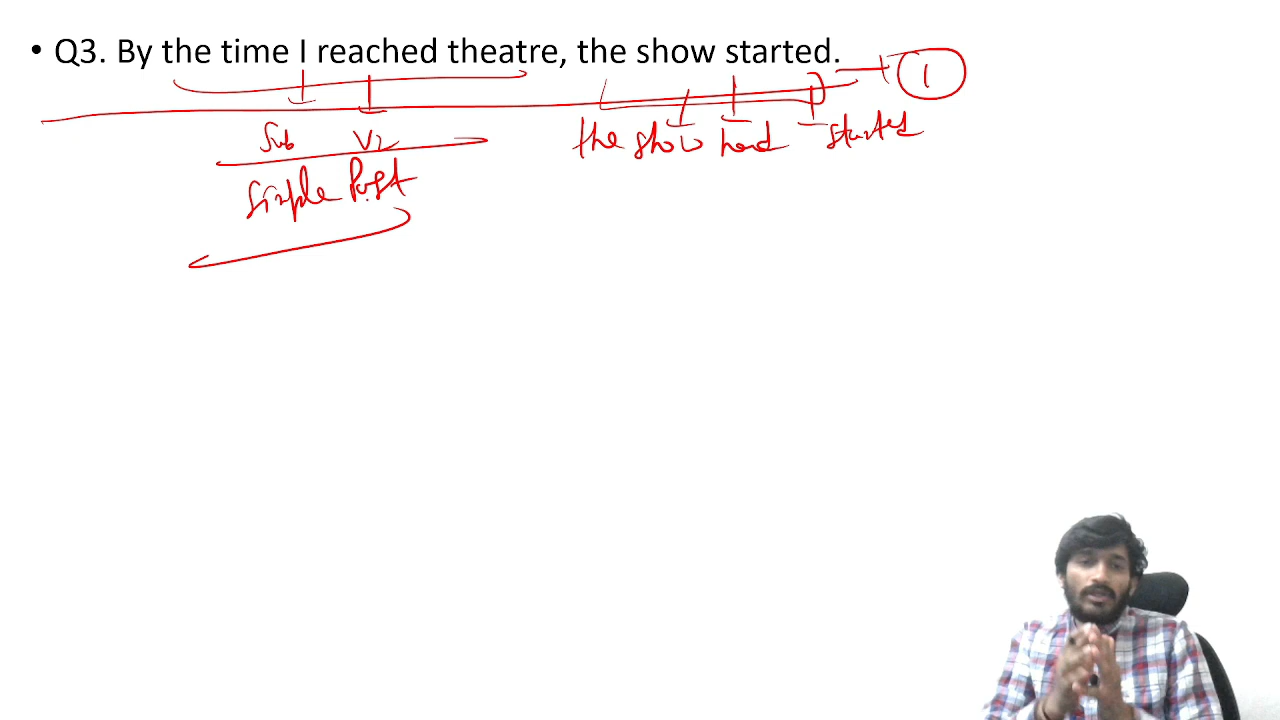 • Q3. By the time I reached theatre, the show started.
1
Sub V2 the show had started
Simple Past